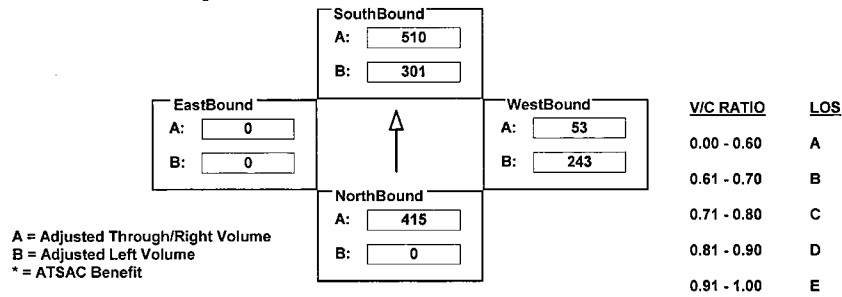 SouthBound
A: 510
B: 301
EastBound
A: 0
B: 0
WestBound
A: 53
B: 243
NorthBound
A: 415
B: 0
A = Adjusted Through/Right Volume
B = Adjusted Left Volume
* = ATSAC Benefit
V/C RATIO LOS
0.00 - 0.60 A
0.61 - 0.70 B
0.71 - 0.80 C
0.81 - 0.90 D
0.91 - 1.00 E